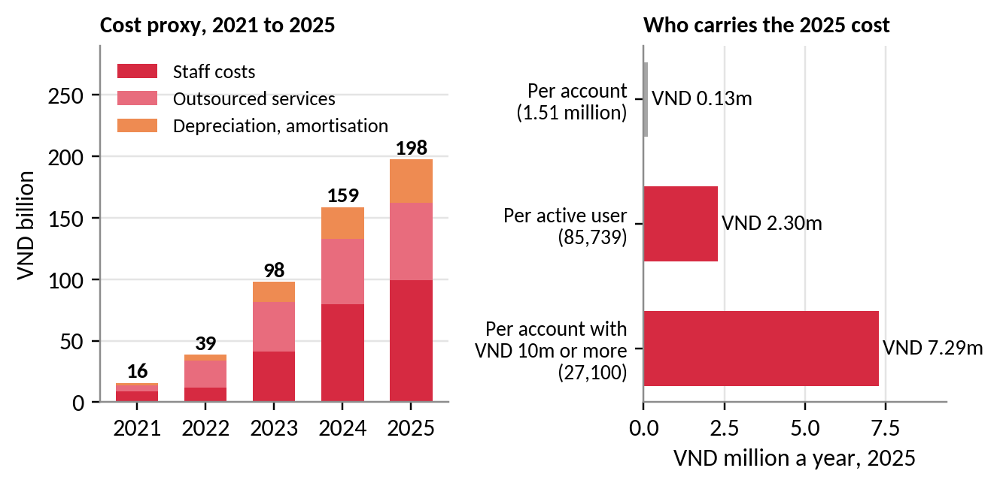 Cost proxy, 2021 to 2025
Staff costs
Outsourced services
Depreciation, amortisation
VND billion
250
200
150
100
50
0
16
39
98
159
198
2021 2022 2023 2024 2025
Who carries the 2025 cost
Per account
(1.51 million)
VND 0.13m
Per active user
(85,739)
VND 2.30m
Per account with
VND 10m or more
(27,100)
VND 7.29m
0.0 2.5 5.0 7.5
VND million a year, 2025